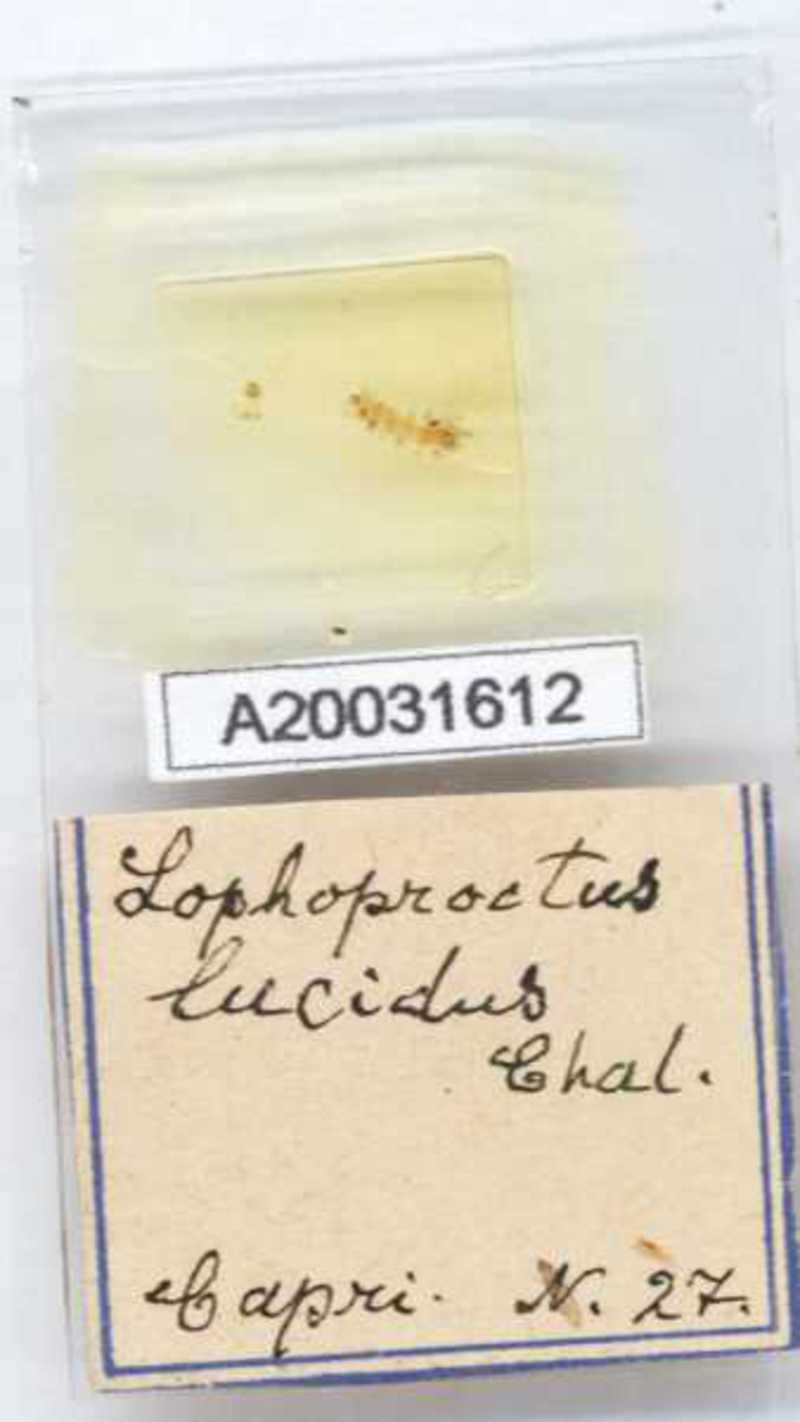 A20031612
Lophoproctus
lucidus
Chal.
Capri. N. 27.